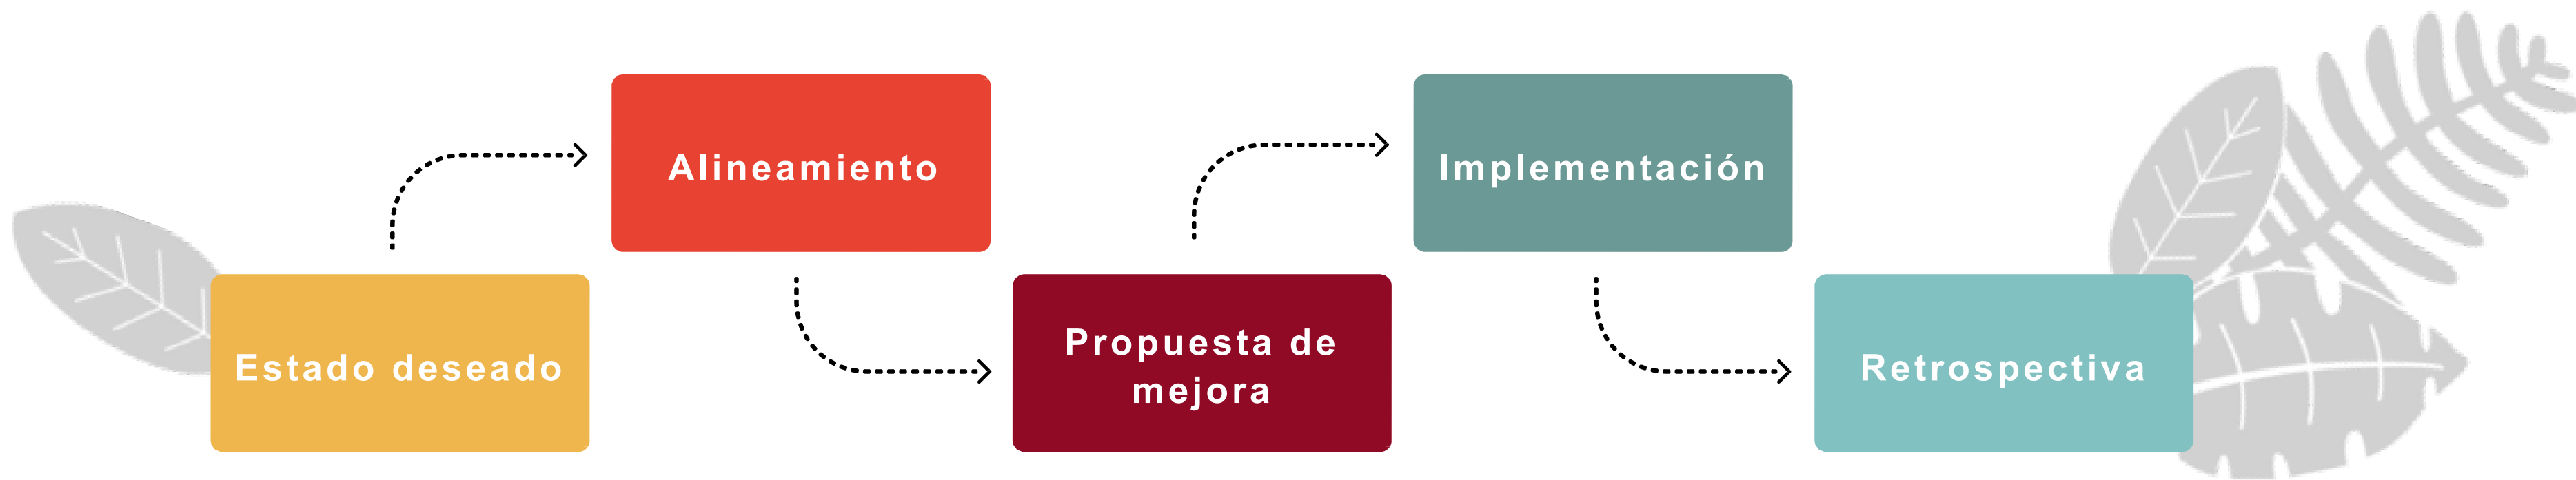 Estado deseado
Alineamiento
Propuesta de
mejora
Implementación
Retrospectiva